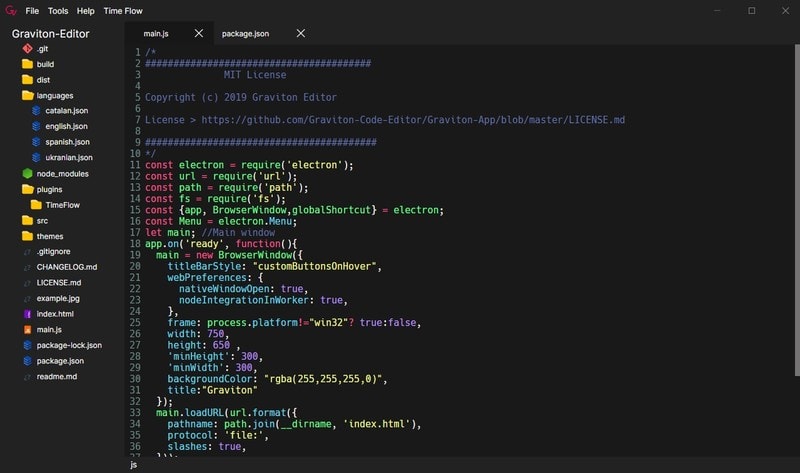 File Tools Help Time Flow
Graviton-Editor
.git
build
dist
languages
catalan.json
english.json
spanish.json
ukranian.json
node_modules
plugins
TimeFlow
src
themes
.gitignore
CHANGELOG.md
LICENSE.md
example.jpg
index.html
main.js
package-lock.json
package.json
readme.md
main.js package.json
1 /*
2 ########################################
3 MIT License
4
5 Copyright (c) 2019 Graviton Editor
6
7 License > https://github.com/Graviton-Code-Editor/Graviton-App/blob/master/LICENSE.md
8
9 #########################################
10 */
11 const electron = require('electron');
12 const url = require('url');
13 const path = require('path');
14 const fs = require('fs');
15 const {app, BrowserWindow,globalShortcut} = electron;
16 const Menu = electron.Menu;
17 let main; //Main window
18 app.on('ready', function(){
19 main = new BrowserWindow({
20 titleBarStyle: "customButtonsOnHover",
21 webPreferences: {
22 nativeWindowOpen: true,
23 nodeIntegrationInWorker: true,
24 },
25 frame: process.platform!="win32"? true:false,
26 width: 750,
27 height: 650 ,
28 'minHeight': 300,
29 'minWidth': 300,
30 backgroundColor: "rgba(255,255,255,0)",
31 title:"Graviton"
32 });
33 main.loadURL(url.format({
34 pathname: path.join(__dirname, 'index.html'),
35 protocol: 'file:',
36 slashes: true,
37 }));
js